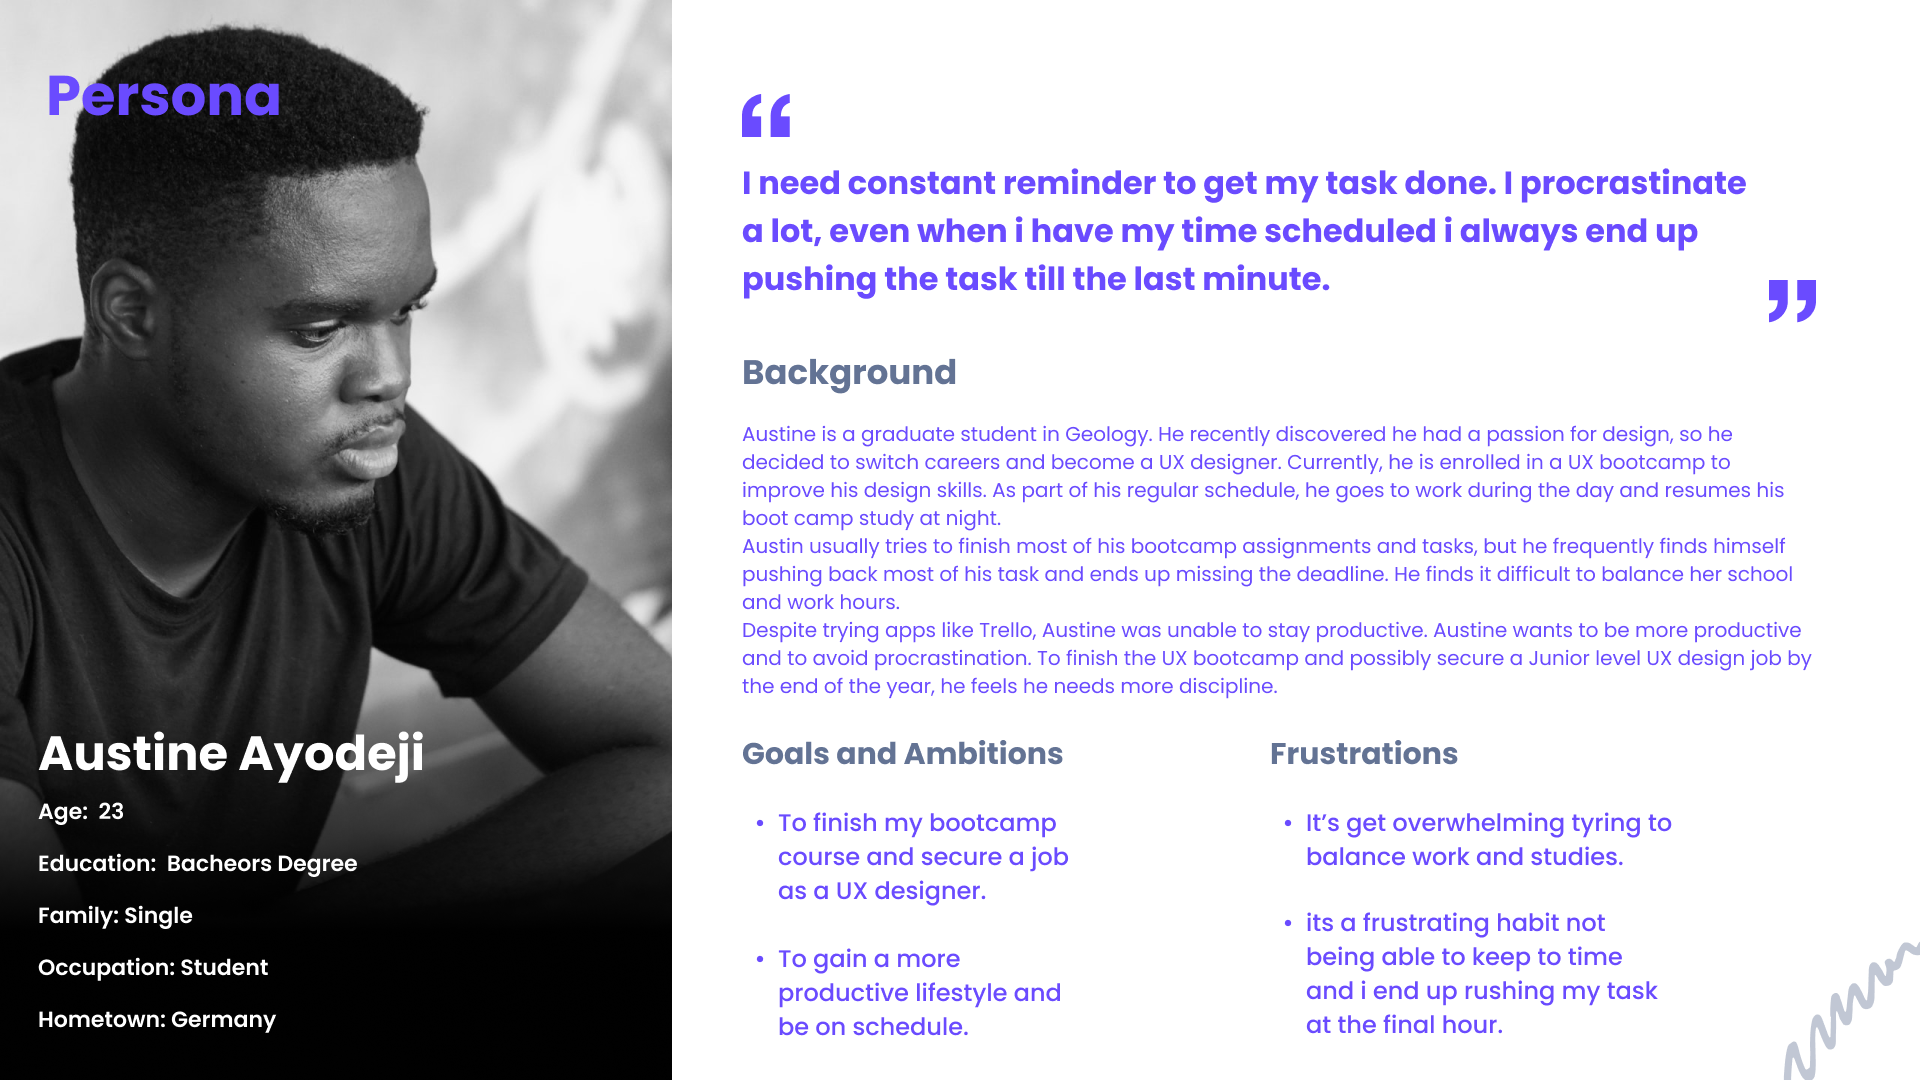 Persona
Austine Ayodeji
Age:  23
Education:  Bacheors Degree
Family: Single
Occupation: Student
Hometown: Germany
“
I need constant reminder to get my task done. I procrastinate
a lot, even when i have my time scheduled i always end up
pushing the task till the last minute.
”
Background
Austine is a graduate student in Geology. He recently discovered he had a passion for design, so he
decided to switch careers and become a UX designer. Currently, he is enrolled in a UX bootcamp to
improve his design skills. As part of his regular schedule, he goes to work during the day and resumes his
boot camp study at night.
Austin usually tries to finish most of his bootcamp assignments and tasks, but he frequently finds himself
pushing back most of his task and ends up missing the deadline. He finds it difficult to balance her school
and work hours.
Despite trying apps like Trello, Austine was unable to stay productive. Austine wants to be more productive
and to avoid procrastination. To finish the UX bootcamp and possibly secure a Junior level UX design job by
the end of the year, he feels he needs more discipline.
Goals and Ambitions
• To finish my bootcamp
course and secure a job
as a UX designer.
• To gain a more
productive lifestyle and
be on schedule.
Frustrations
• It’s get overwhelming tyring to
balance work and studies.
• its a frustrating habit not
being able to keep to time
and i end up rushing my task
at the final hour.